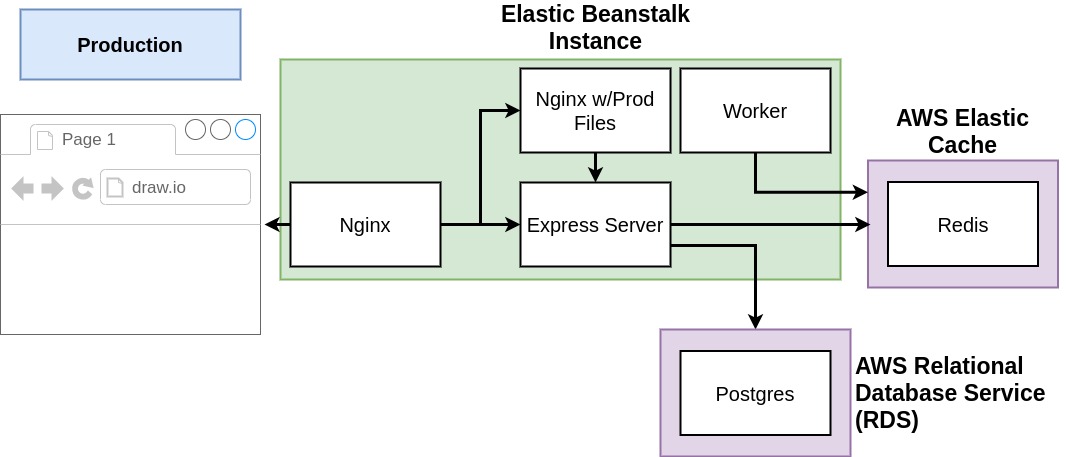 Production
Elastic Beanstalk
Instance
Page 1
draw.io
Nginx w/Prod
Files
Worker
Nginx
Express Server
AWS Elastic
Cache
Redis
Postgres
AWS Relational
Database Service
(RDS)